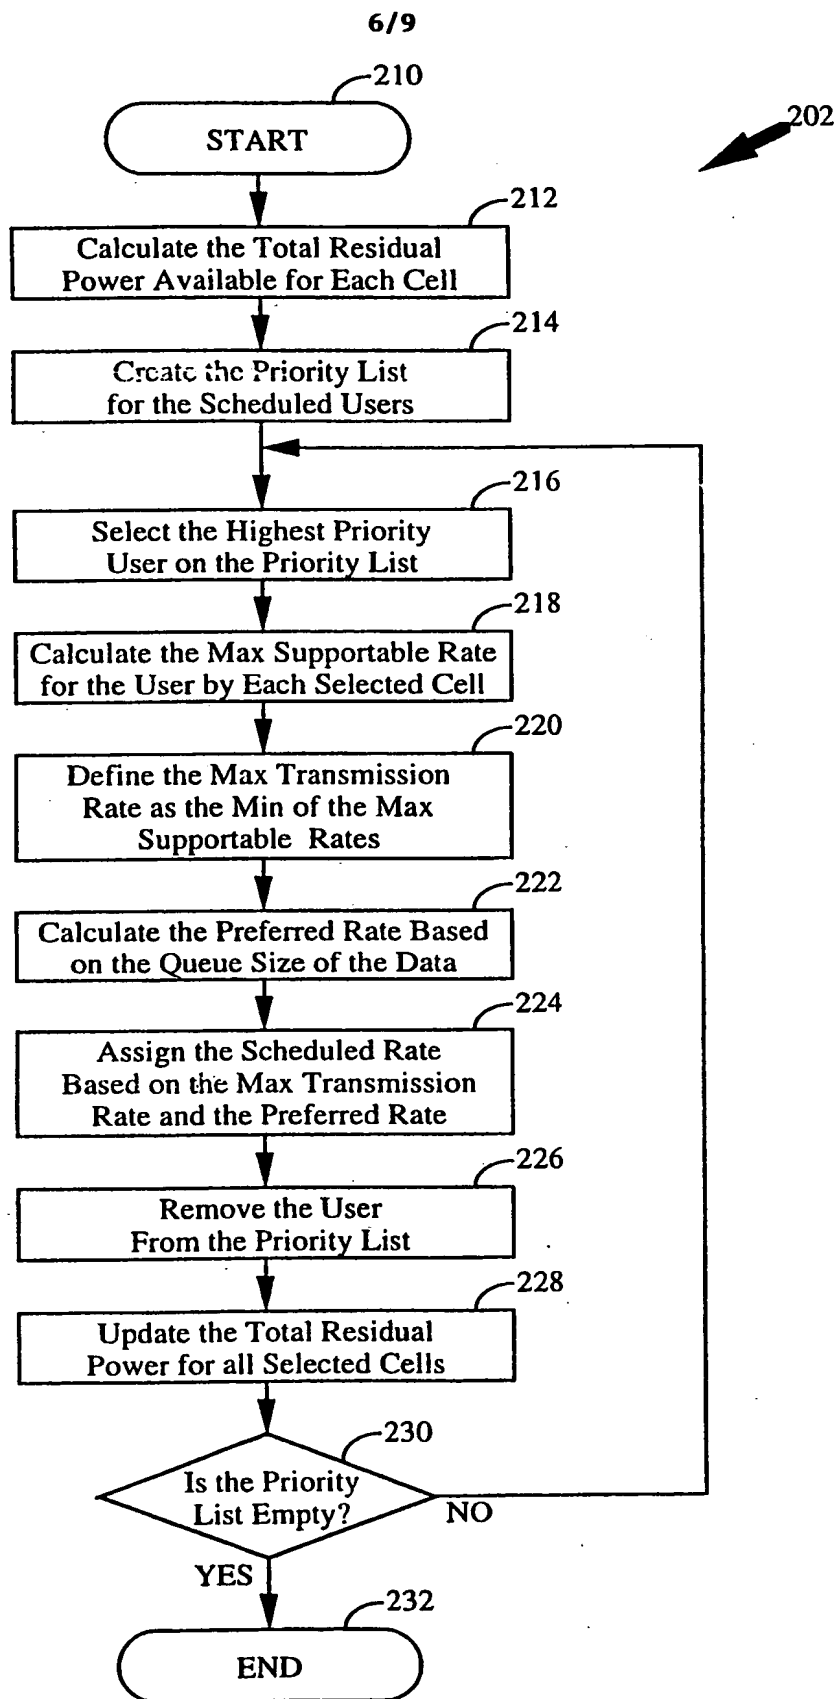 6/9
210
START
202
212
Calculate the Total Residual
Power Available for Each Cell
214
Create the Priority List
for the Scheduled Users
216
Select the Highest Priority
User on the Priority List
218
Calculate the Max Supportable Rate
for the User by Each Selected Cell
220
Define the Max Transmission
Rate as the Min of the Max
Supportable Rates
222
Calculate the Preferred Rate Based
on the Queue Size of the Data
224
Assign the Scheduled Rate
Based on the Max Transmission
Rate and the Preferred Rate
226
Remove the User
From the Priority List
228
Update the Total Residual
Power for all Selected Cells
230
Is the Priority
List Empty?
NO
YES
232
END